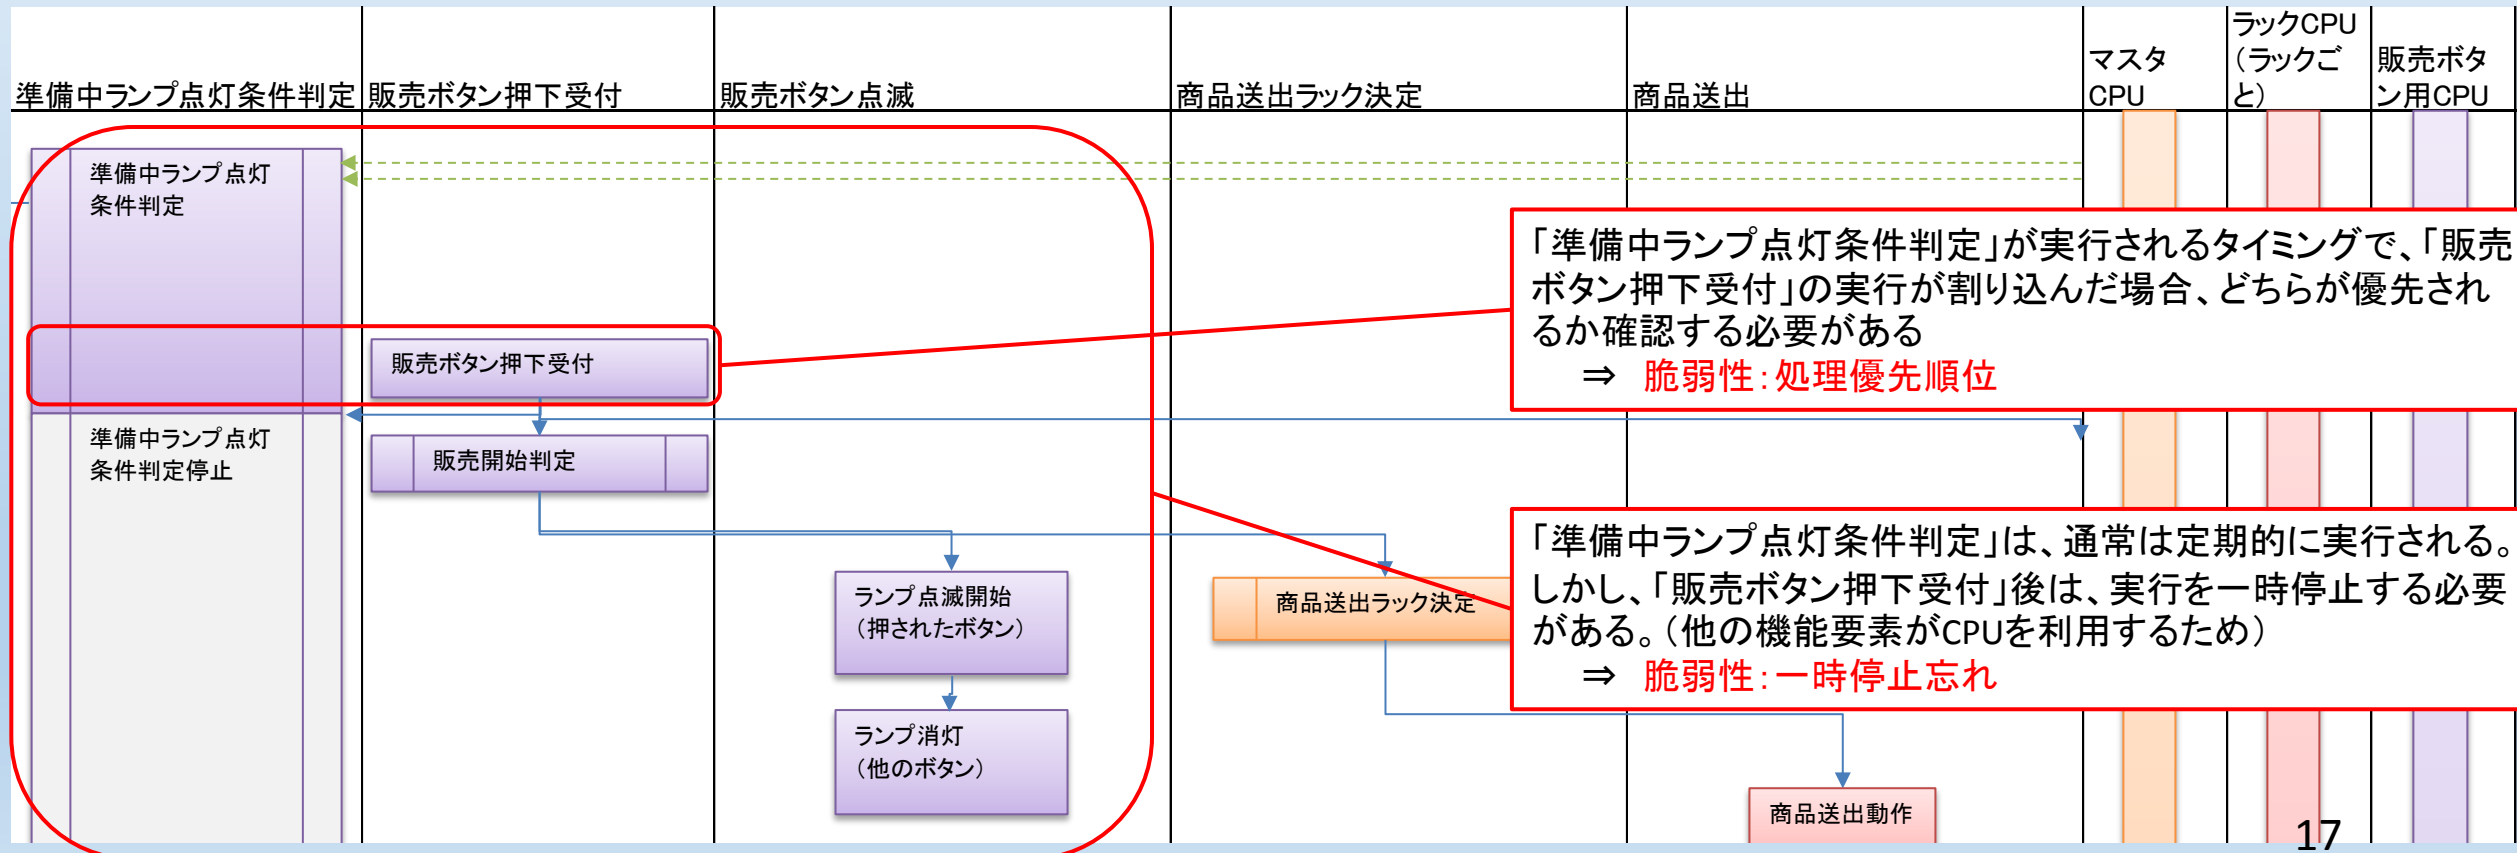 準備中ランプ点灯条件判定
販売ボタン押下受付
販売ボタン点滅
商品送出ラック決定
商品送出
マスタ
CPU
ラックCPU
（ラックご
と）
販売ボタ
ン用CPU
準備中ランプ点灯
条件判定
「準備中ランプ点灯条件判定」が実行されるタイミングで、「販売
ボタン押下受付」の実行が割り込んだ場合、どちらが優先され
るか確認する必要がある
⇒ 脆弱性：処理優先順位
販売ボタン押下受付
準備中ランプ点灯
条件判定停止
販売開始判定
「準備中ランプ点灯条件判定」は、通常は定期的に実行される。
しかし、「販売ボタン押下受付」後は、実行を一時停止する必要
がある。（他の機能要素がCPUを利用するため）
⇒ 脆弱性：一時停止忘れ
ランプ点滅開始
（押されたボタン）
商品送出ラック決定
ランプ消灯
（他のボタン）
商品送出動作
17